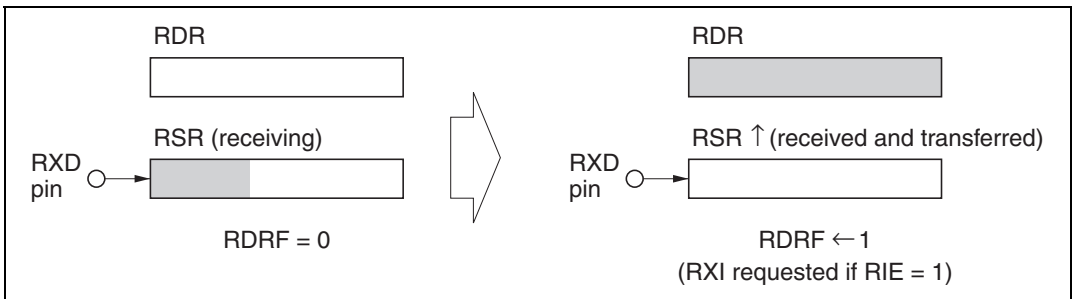 RDR
RSR (receiving)
RXD
pin
RDRF = 0
RDR
RSR ↑ (received and transferred)
RXD
pin
RDRF ← 1
(RXI requested if RIE = 1)